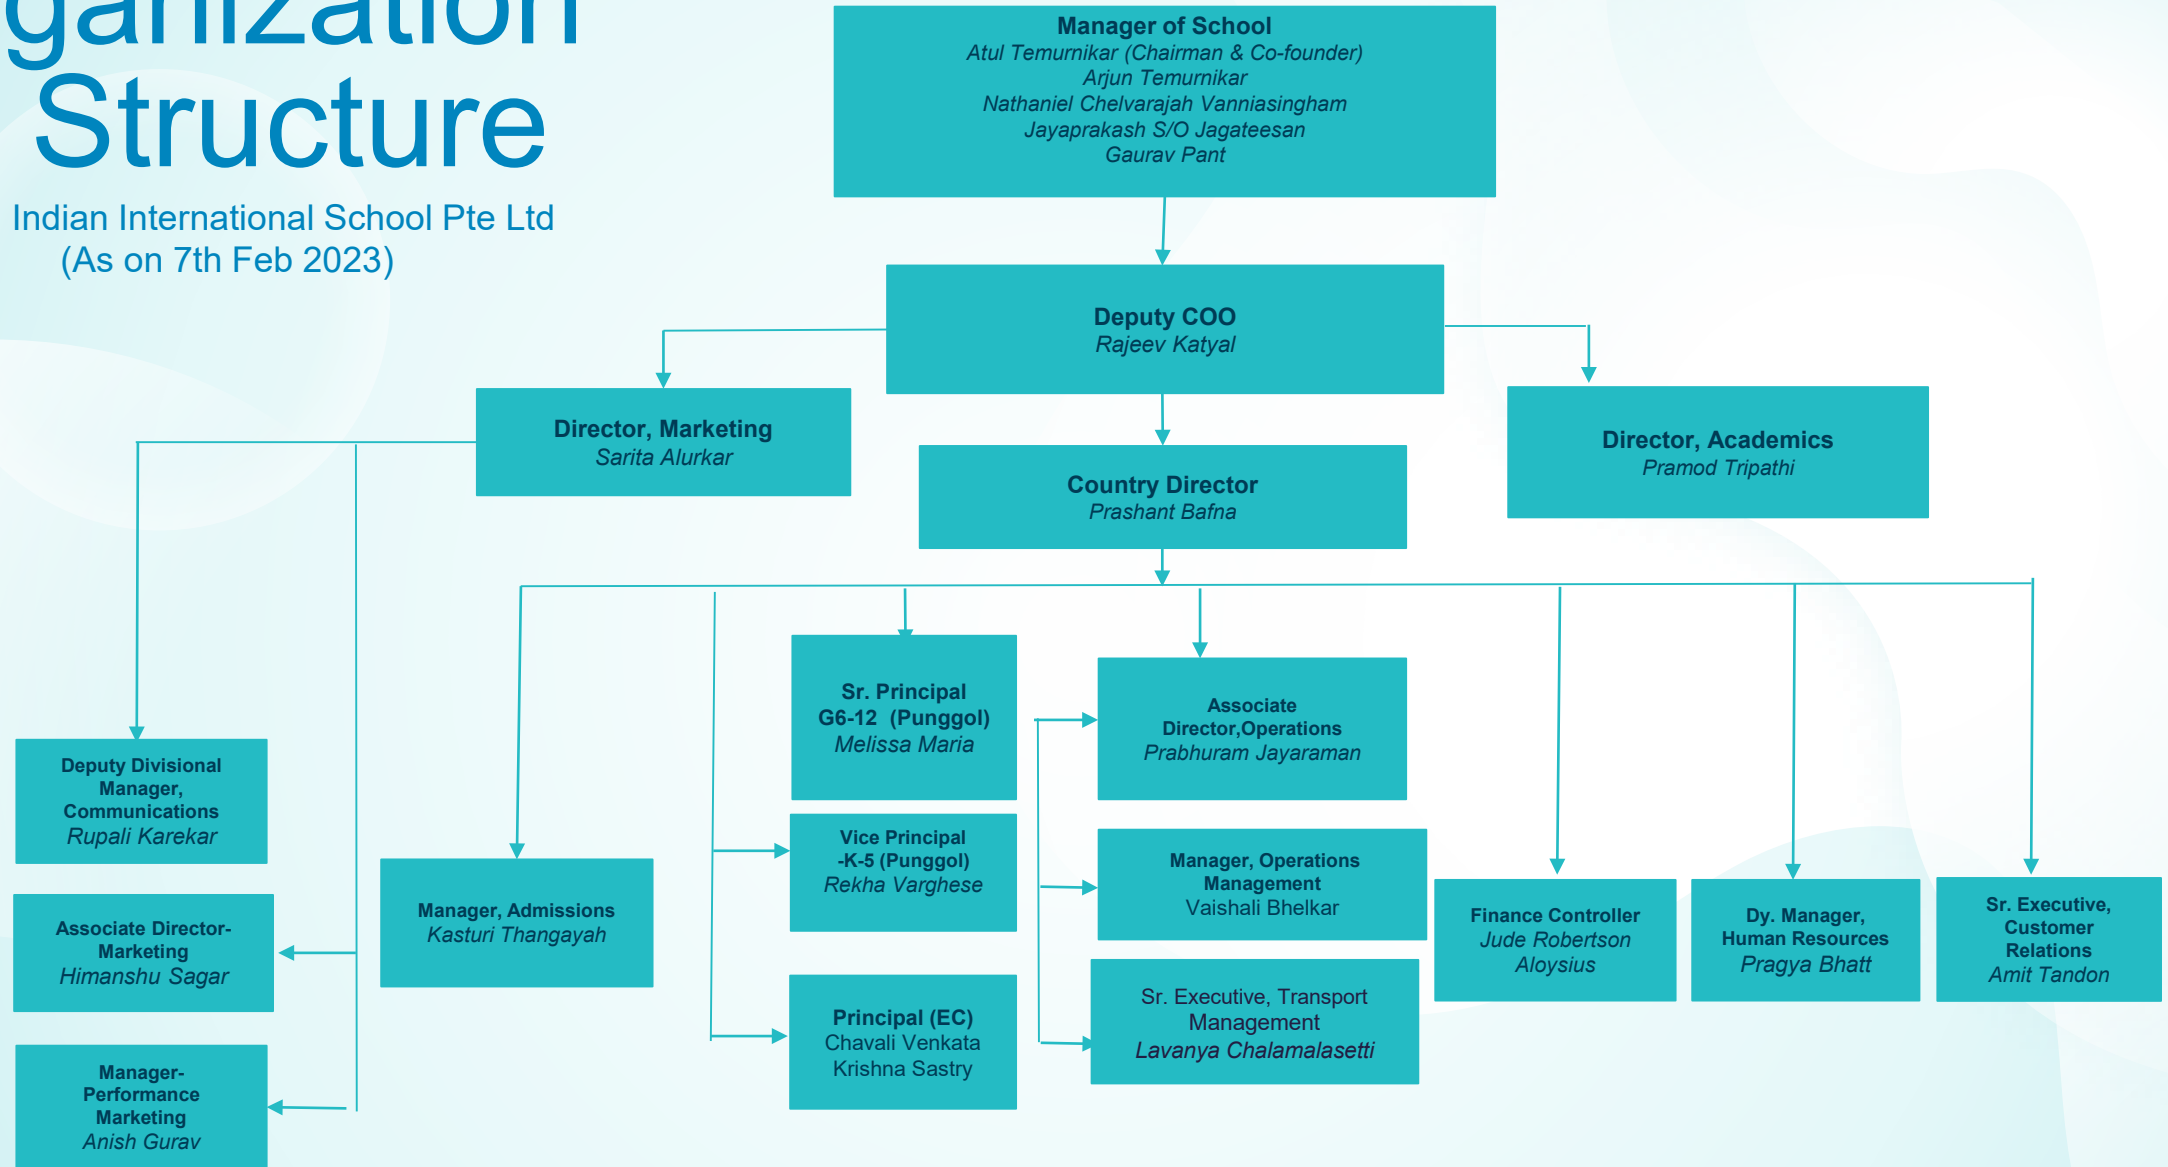 ganization
Structure
Indian International School Pte Ltd
(As on 7th Feb 2023)
Manager of School
Atul Temurnikar (Chairman & Co-founder)
Arjun Temurnikar
Nathaniel Chelvarajah Vanniasingham
Jayaprakash S/O Jagateesan
Gaurav Pant
Deputy COO
Rajeev Katyal
Director, Marketing
Sarita Alurkar
Country Director
Prashant Bafna
Director, Academics
Pramod Tripathi
Deputy Divisional
Manager,
Communications
Rupali Karekar
Associate Director-
Marketing
Himanshu Sagar
Manager-
Performance
Marketing
Anish Gurav
Manager, Admissions
Kasturi Thangayah
Sr. Principal
G6-12 (Punggol)
Melissa Maria
Vice Principal
-K-5 (Punggol)
Rekha Varghese
Principal (EC)
Chavali Venkata
Krishna Sastry
Associate
Director,Operations
Prabhuram Jayaraman
Manager, Operations
Management
Vaishali Bhelkar
Sr. Executive, Transport
Management
Lavanya Chalamalasetti
Finance Controller
Jude Robertson
Aloysius
Dy. Manager,
Human Resources
Pragya Bhatt
Sr. Executive,
Customer
Relations
Amit Tandon